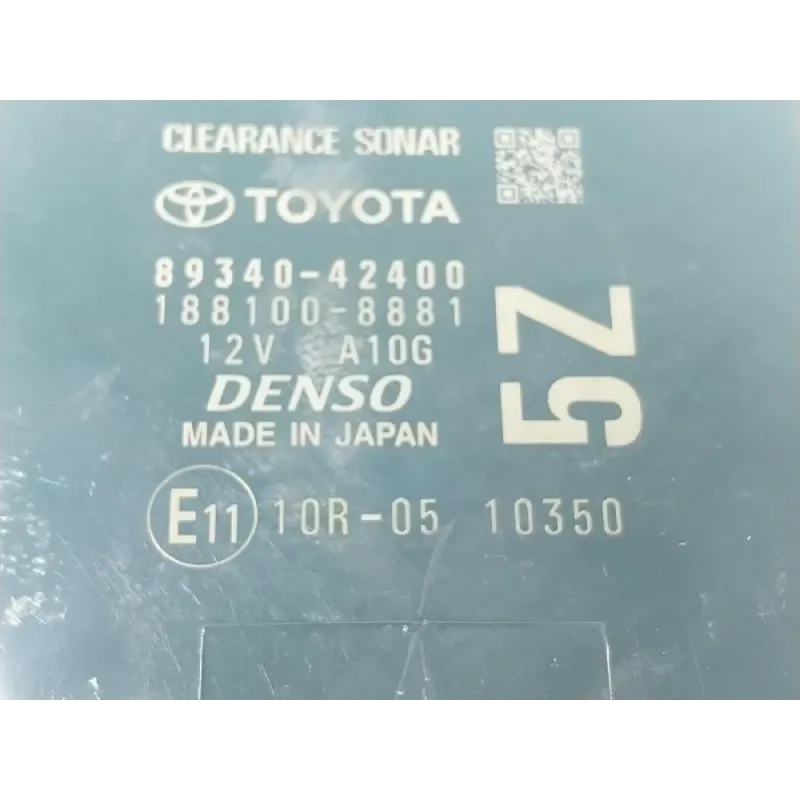 CLEARANCE SONAR
TOYOTA
89340-42400
188100-8881
12V A10G
DENSO
MADE IN JAPAN
5Z
E11 10R-05 10350